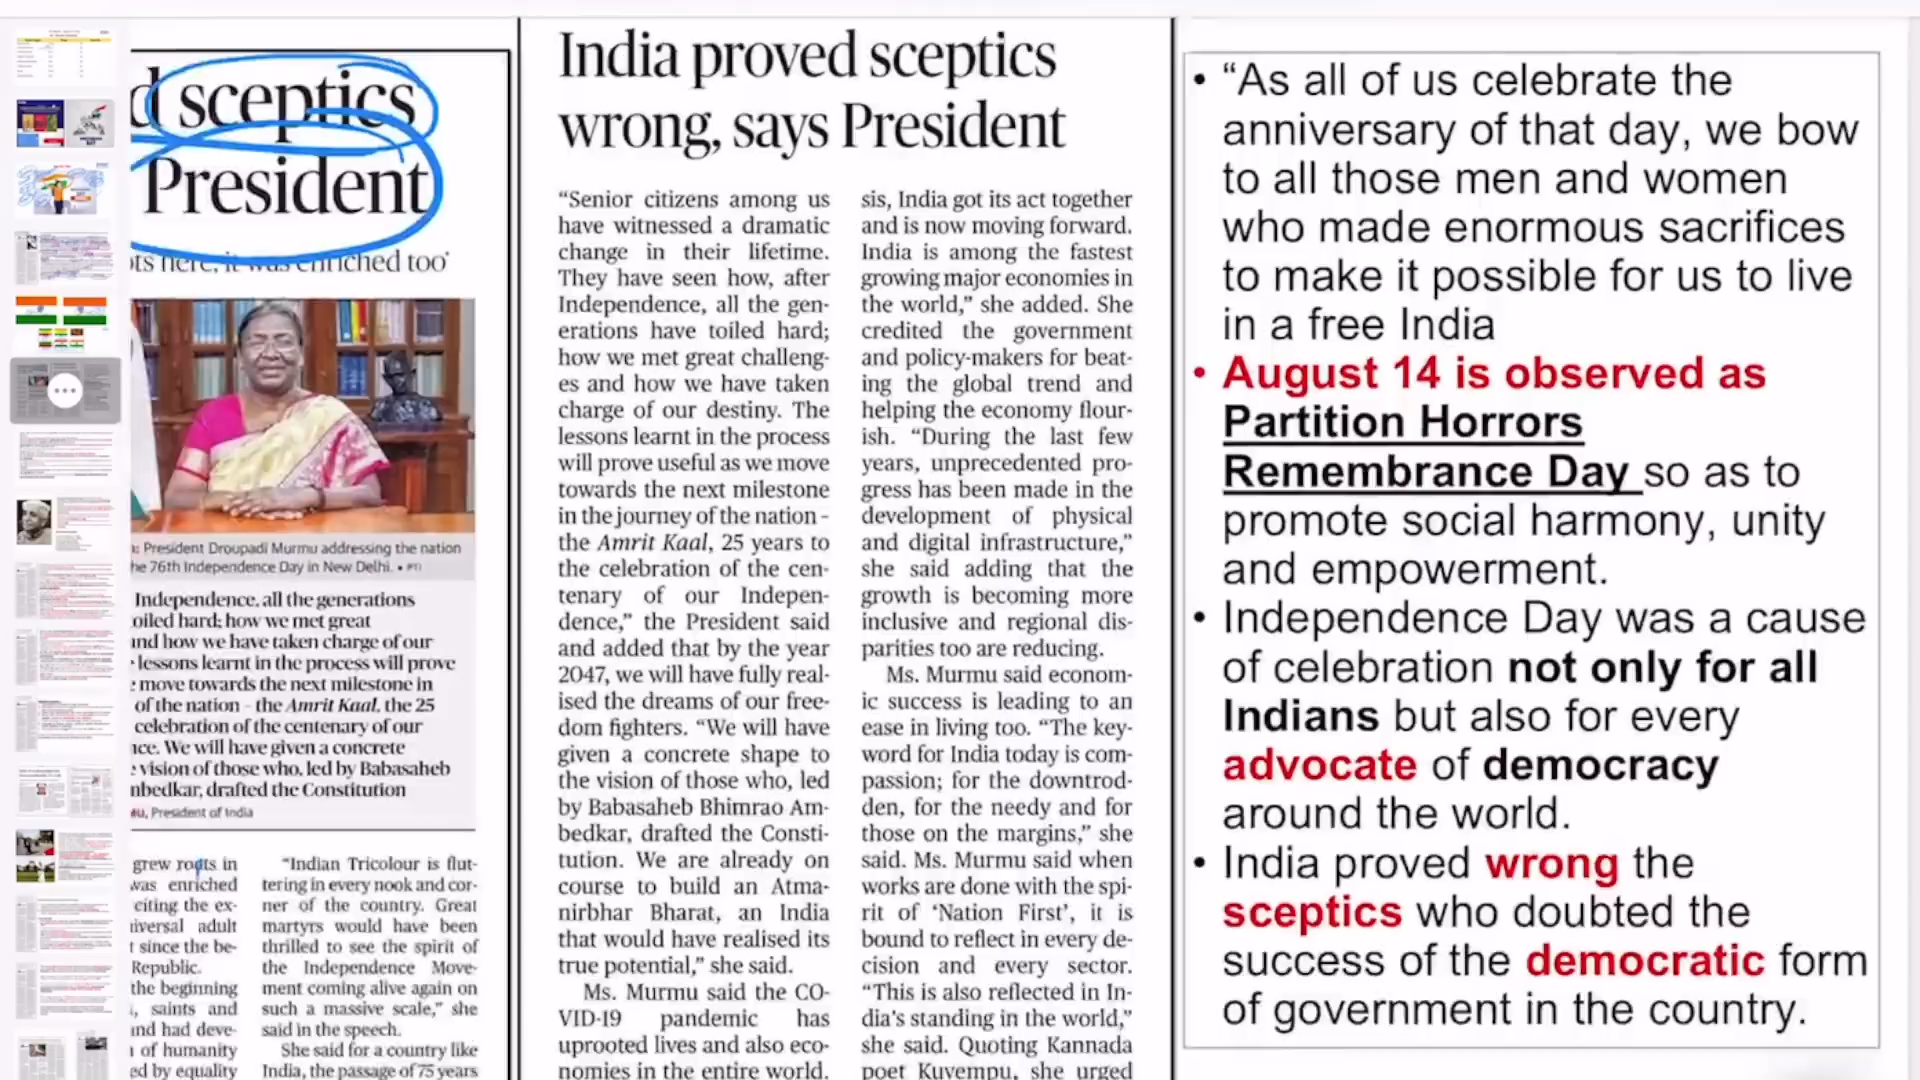 d sceptics
President
ots here, it was enriched too'
President Droupadi Murmu addressing the nation
he 76th Independence Day in New Delhi. • PTI
Independence, all the generations
oiled hard; how we met great
nd how we have taken charge of our
lessons learnt in the process will prove
move towards the next milestone in
of the nation – the Amrit Kaal, the 25
celebration of the centenary of our
nce. We will have given a concrete
vision of those who, led by Babasaheb
mbedkar, drafted the Constitution
President of India
grew roots in
was enriched
citing the ex-
iversal adult
t since the be-
Republic.
the beginning
, saints and
and had deve-
of humanity
ed by equality
“Indian Tricolour is flut-
tering in every nook and cor-
ner of the country. Great
martyrs would have been
thrilled to see the spirit of
the Independence Move-
ment coming alive again on
such a massive scale,” she
said in the speech.
She said for a country like
India, the passage of 75 years
India proved sceptics
wrong, says President
“Senior citizens among us
have witnessed a dramatic
change in their lifetime.
They have seen how, after
Independence, all the gen-
erations have toiled hard;
how we met great challeng-
es and how we have taken
charge of our destiny. The
lessons learnt in the process
will prove useful as we move
towards the next milestone
in the journey of the nation –
the Amrit Kaal, 25 years to
the celebration of the cen-
tenary of our Indepen-
dence,” the President said
and added that by the year
2047, we will have fully real-
ised the dreams of our free-
dom fighters. “We will have
given a concrete shape to
the vision of those who, led
by Babasaheb Bhimrao Am-
bedkar, drafted the Consti-
tution. We are already on
course to build an Atma-
nirbhar Bharat, an India
that would have realised its
true potential,” she said.
Ms. Murmu said the CO-
VID-19 pandemic has
uprooted lives and also eco-
nomies in the entire world.
sis, India got its act together
and is now moving forward.
India is among the fastest
growing major economies in
the world,” she added. She
credited the government
and policy-makers for beat-
ing the global trend and
helping the economy flour-
ish. “During the last few
years, unprecedented pro-
gress has been made in the
development of physical
and digital infrastructure,”
she said adding that the
growth is becoming more
inclusive and regional dis-
parities too are reducing.
Ms. Murmu said econom-
ic success is leading to an
ease in living too. “The key-
word for India today is com-
passion; for the downtrod-
den, for the needy and for
those on the margins,” she
said. Ms. Murmu said when
works are done with the spi-
rit of ‘Nation First’, it is
bound to reflect in every de-
cision and every sector.
“This is also reflected in In-
dia’s standing in the world,”
she said. Quoting Kannada
poet Kuvempu, she urged
• “As all of us celebrate the
anniversary of that day, we bow
to all those men and women
who made enormous sacrifices
to make it possible for us to live
in a free India
• August 14 is observed as
Partition Horrors
Remembrance Day so as to
promote social harmony, unity
and empowerment.
• Independence Day was a cause
of celebration not only for all
Indians but also for every
advocate of democracy
around the world.
• India proved wrong the
sceptics who doubted the
success of the democratic form
of government in the country.